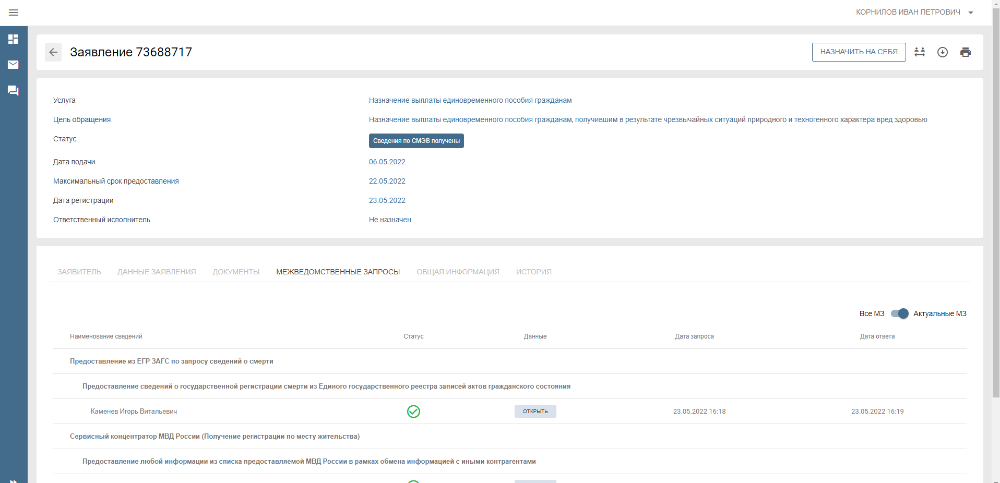 КОРНИЛОВ ИВАН ПЕТРОВИЧ
Заявление 73688717
НАЗНАЧИТЬ НА СЕБЯ
Услуга Назначение выплаты единовременного пособия гражданам
Цель обращения Назначение выплаты единовременного пособия гражданам, получившим в результате чрезвычайных ситуаций природного и техногенного характера вред здоровью
Статус Сведения по СМЭВ получены
Дата подачи 06.05.2022
Максимальный срок предоставления 22.05.2022
Дата регистрации 23.05.2022
Ответственный исполнитель Не назначен
ЗАЯВИТЕЛЬ ДАННЫЕ ЗАЯВЛЕНИЯ ДОКУМЕНТЫ МЕЖВЕДОМСТВЕННЫЕ ЗАПРОСЫ ОБЩАЯ ИНФОРМАЦИЯ ИСТОРИЯ
Все МЗ Актуальные МЗ
Наименование сведений Статус Данные Дата запроса Дата ответа
Предоставление из ЕГР ЗАГС по запросу сведений о смерти
Предоставление сведений о государственной регистрации смерти из Единого государственного реестра записей актов гражданского состояния
Каменев Игорь Витальевич ОТКРЫТЬ 23.05.2022 16:18 23.05.2022 16:19
Сервисный концентратор МВД России (Получение регистрации по месту жительства)
Предоставление любой информации из списка предоставляемой МВД России в рамках обмена информацией с иными контрагентами